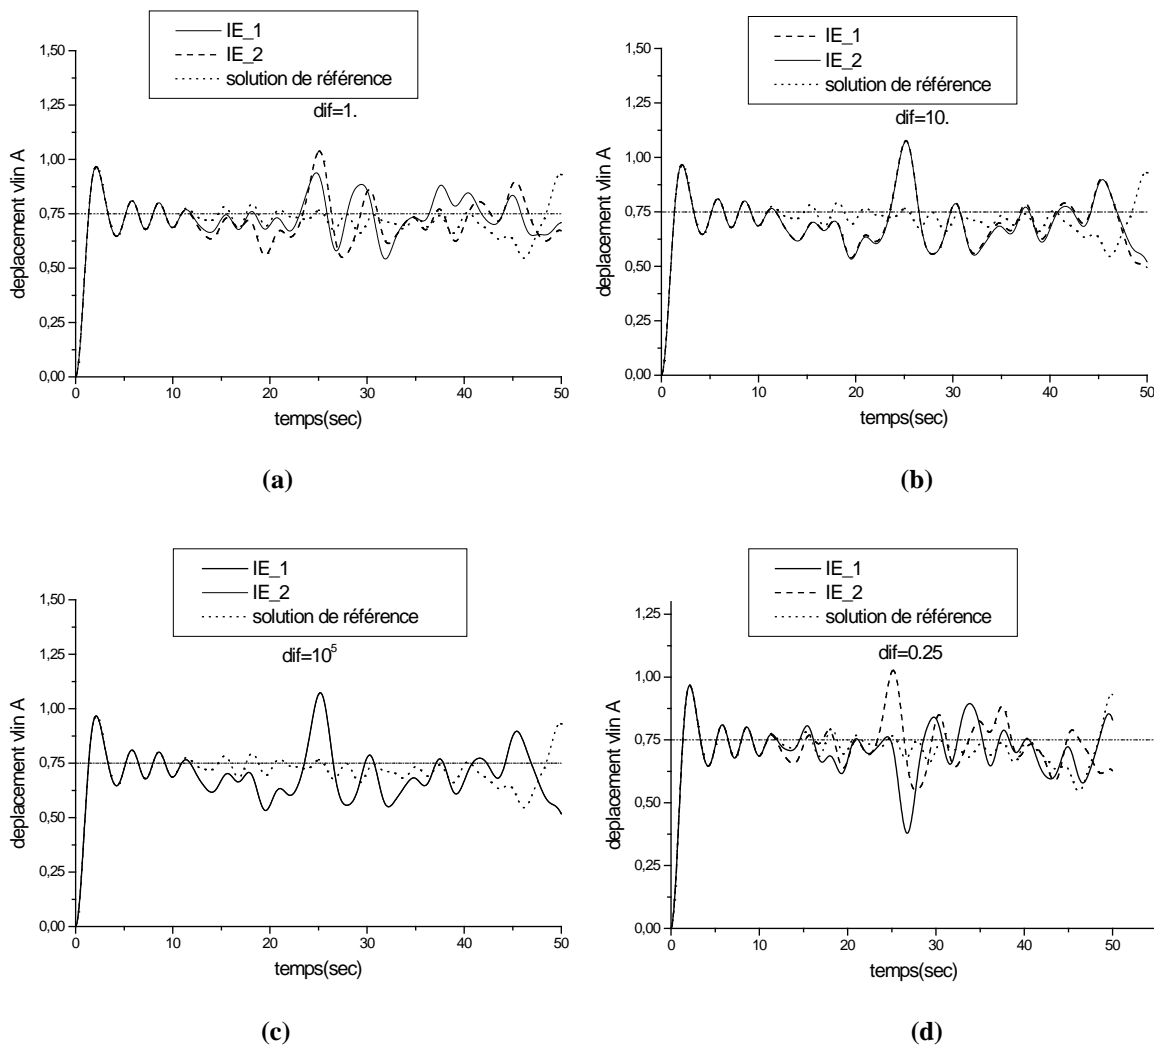 IE_1
IE_2
solution de référence
dif=1.
1,50
1,25
1,00
0,75
0,50
0,25
0,00
deplacement vlin A
0 10 20 30 40 50
temps(sec)
(a)
IE_1
IE_2
solution de référence
dif=10.
1,50
1,25
1,00
0,75
0,50
0,25
0,00
deplacement vlin A
0 10 20 30 40 50
temps(sec)
(b)
IE_1
IE_2
solution de référence
dif=10^5
1,50
1,25
1,00
0,75
0,50
0,25
0,00
deplacement vlin A
0 10 20 30 40 50
temps(sec)
(c)
IE_1
IE_2
solution de référence
dif=0.25
1,25
1,00
0,75
0,50
0,25
0,00
deplacement vlin A
0 10 20 30 40 50
temps(sec)
(d)